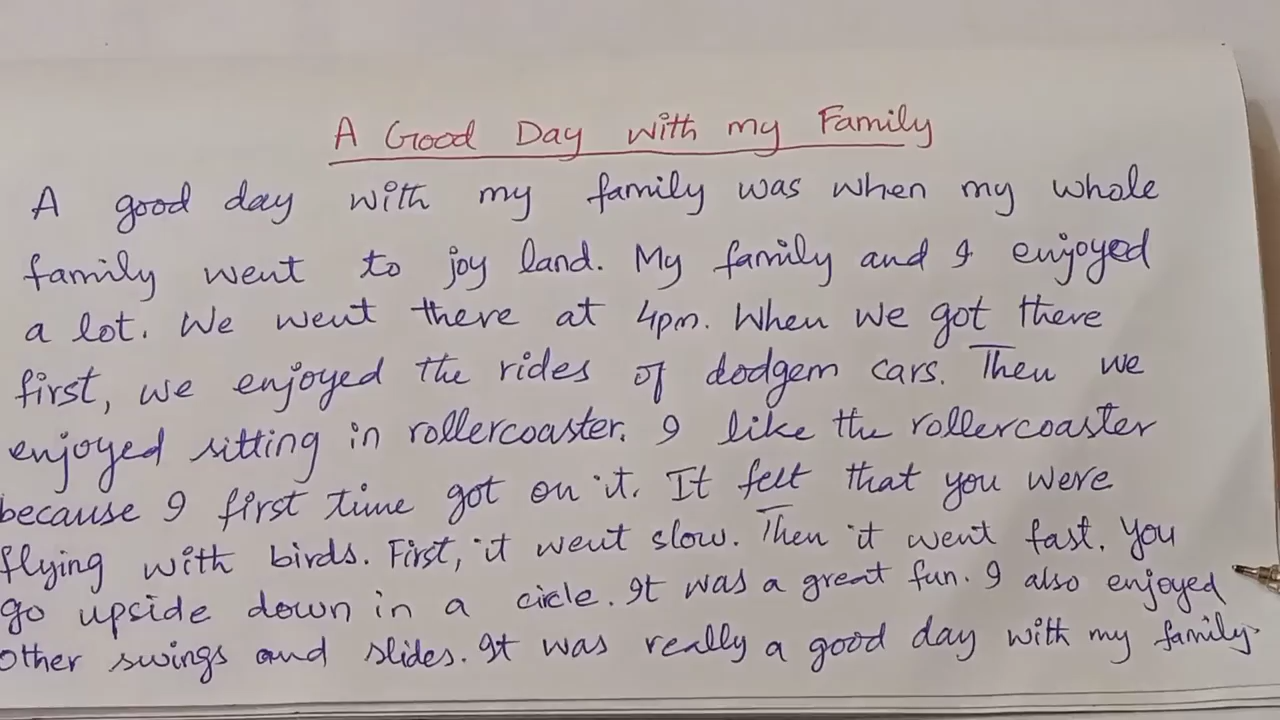 A Good Day with my Family
A good day with my family was when my whole
family went to joy land. My family and I enjoyed
a lot. We went there at 4pm. When we got there
first, we enjoyed the rides of dodgem cars. Then we
enjoyed sitting in rollercoaster. I like the rollercoaster
because I first time got on it. It felt that you were
flying with birds. First, it went slow. Then it went fast. You
go upside down in a circle. It was a great fun. I also enjoyed
other swings and slides. It was really a good day with my family.